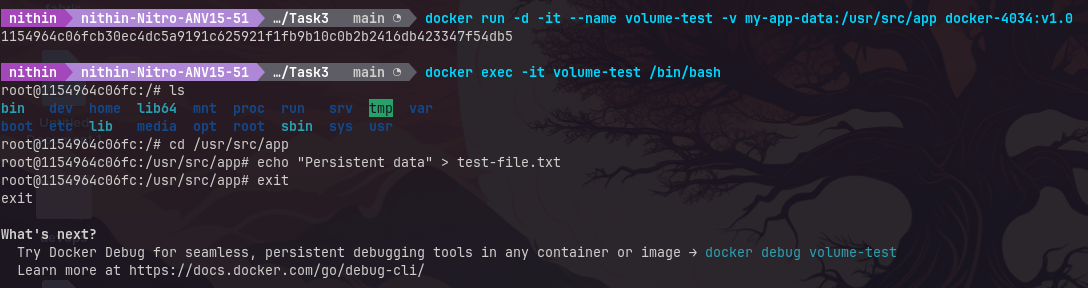 nithin nithin-Nitro-ANV15-51 …/Task3 main ◔ docker run -d -it --name volume-test -v my-app-data:/usr/src/app docker-4034:v1.0
1154964c06fcb30ec4dc5a9191c625921f1fb9b10c0b2b2416db423347f54db5
nithin nithin-Nitro-ANV15-51 …/Task3 main ◔ docker exec -it volume-test /bin/bash
root@1154964c06fc:/# ls
bin dev home lib64 mnt proc run srv tmp var
boot etc lib media opt root sbin sys usr
root@1154964c06fc:/# cd /usr/src/app
root@1154964c06fc:/usr/src/app# echo "Persistent data" > test-file.txt
root@1154964c06fc:/usr/src/app# exit
exit
What's next?
Try Docker Debug for seamless, persistent debugging tools in any container or image → docker debug volume-test
Learn more at https://docs.docker.com/go/debug-cli/